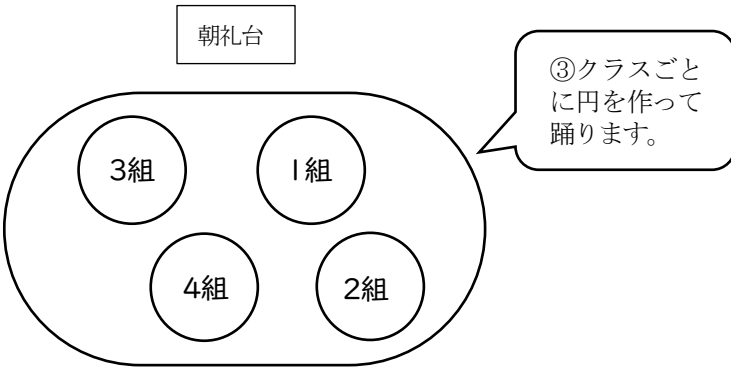 朝礼台
③クラスごと
に円を作って
踊ります。
3組
1組
4組
2組